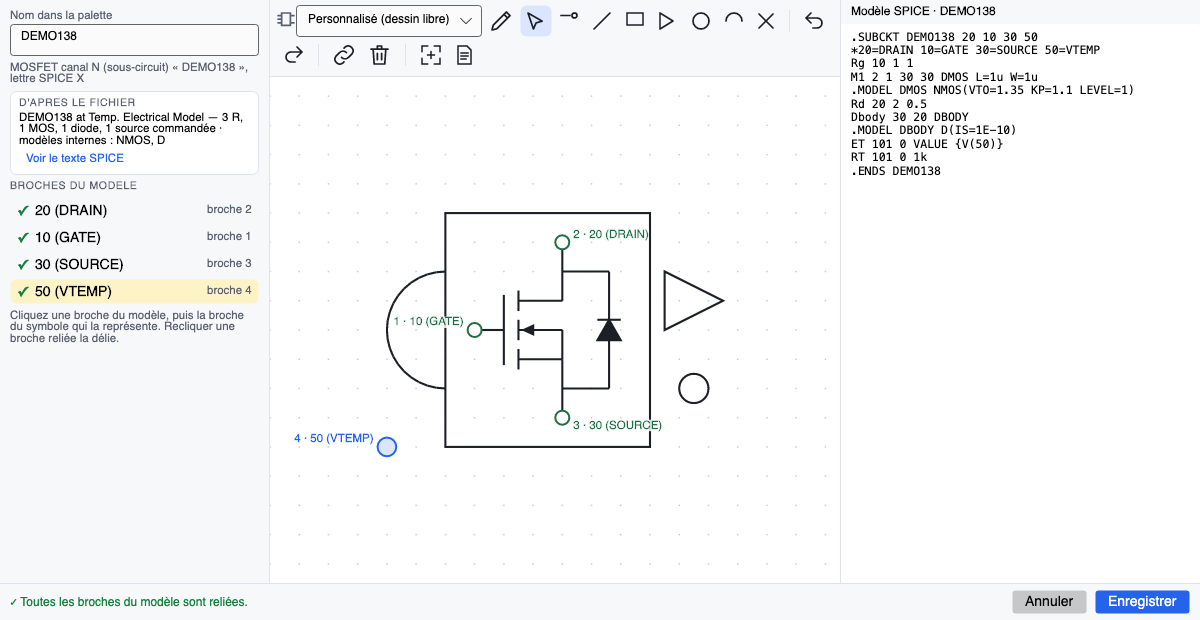 Nom dans la palette
DEMO138
MOSFET canal N (sous-circuit) « DEMO138 »,
lettre SPICE X
D'APRES LE FICHIER
DEMO138 at Temp. Electrical Model — 3 R,
1 MOS, 1 diode, 1 source commandée ·
modèles internes : NMOS, D
Voir le texte SPICE
BROCHES DU MODELE
✓ 20 (DRAIN) broche 2
✓ 10 (GATE) broche 1
✓ 30 (SOURCE) broche 3
✓ 50 (VTEMP) broche 4
Cliquez une broche du modèle, puis la broche
du symbole qui la représente. Recliquer une
broche reliée la délie.
Personnalisé (dessin libre)
2 · 20 (DRAIN)
1 · 10 (GATE)
3 · 30 (SOURCE)
4 · 50 (VTEMP)
Modèle SPICE · DEMO138
.SUBCKT DEMO138 20 10 30 50
*20=DRAIN 10=GATE 30=SOURCE 50=VTEMP
Rg 10 1 1
M1 2 1 30 30 DMOS L=1u W=1u
.MODEL DMOS NMOS(VTO=1.35 KP=1.1 LEVEL=1)
Rd 20 2 0.5
Dbody 30 20 DBODY
.MODEL DBODY D(IS=1E-10)
ET 101 0 VALUE {V(50)}
RT 101 0 1k
.ENDS DEMO138
✓ Toutes les broches du modèle sont reliées.
Annuler
Enregistrer